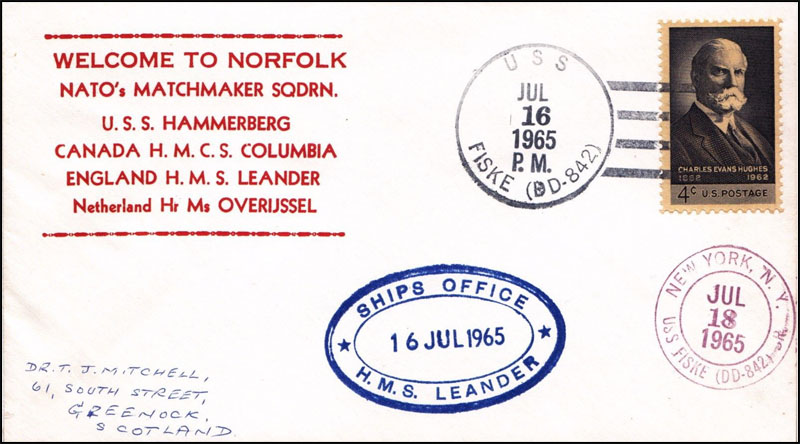 WELCOME TO NORFOLK
NATO's MATCHMAKER SQDRN.
U. S. S. HAMMERBERG
CANADA H. M. C. S. COLUMBIA
ENGLAND H. M. S. LEANDER
Netherland Hr Ms OVERIJSSEL
USS
JUL
16
1965
P. M.
FISKE (DD-842)
CHARLES EVANS HUGHES
1862 1962
4c U.S. POSTAGE
SHIPS OFFICE
16 JUL 1965
H. M. S. LEANDER
NEW YORK, N. Y.
JUL
18
1965
USS FISKE (DD-842)
DR. T. J. MITCHELL,
61, SOUTH STREET,
GREENOCK,
SCOTLAND.